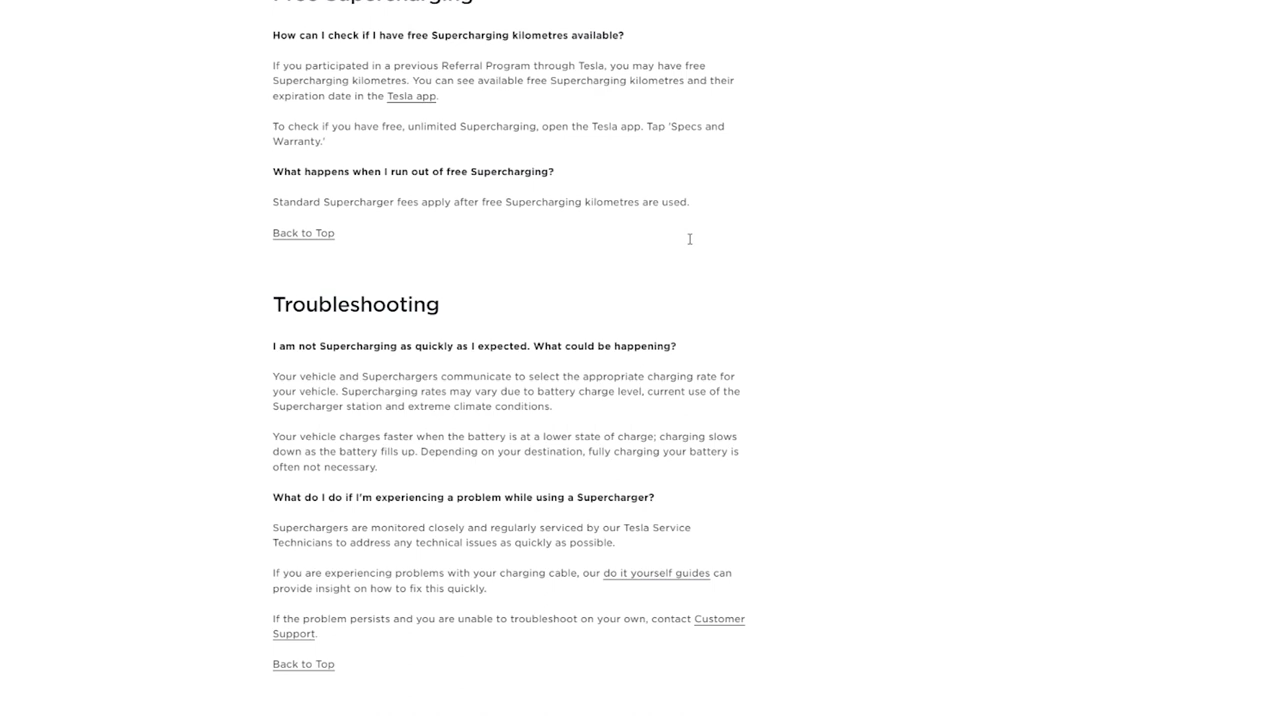 Free Supercharging
How can I check if I have free Supercharging kilometres available?
If you participated in a previous Referral Program through Tesla, you may have free
Supercharging kilometres. You can see available free Supercharging kilometres and their
expiration date in the Tesla app.
To check if you have free, unlimited Supercharging, open the Tesla app. Tap 'Specs and
Warranty.'
What happens when I run out of free Supercharging?
Standard Supercharger fees apply after free Supercharging kilometres are used.
Back to Top
Troubleshooting
I am not Supercharging as quickly as I expected. What could be happening?
Your vehicle and Superchargers communicate to select the appropriate charging rate for
your vehicle. Supercharging rates may vary due to battery charge level, current use of the
Supercharger station and extreme climate conditions.
Your vehicle charges faster when the battery is at a lower state of charge; charging slows
down as the battery fills up. Depending on your destination, fully charging your battery is
often not necessary.
What do I do if I'm experiencing a problem while using a Supercharger?
Superchargers are monitored closely and regularly serviced by our Tesla Service
Technicians to address any technical issues as quickly as possible.
If you are experiencing problems with your charging cable, our do it yourself guides can
provide insight on how to fix this quickly.
If the problem persists and you are unable to troubleshoot on your own, contact Customer
Support.
Back to Top